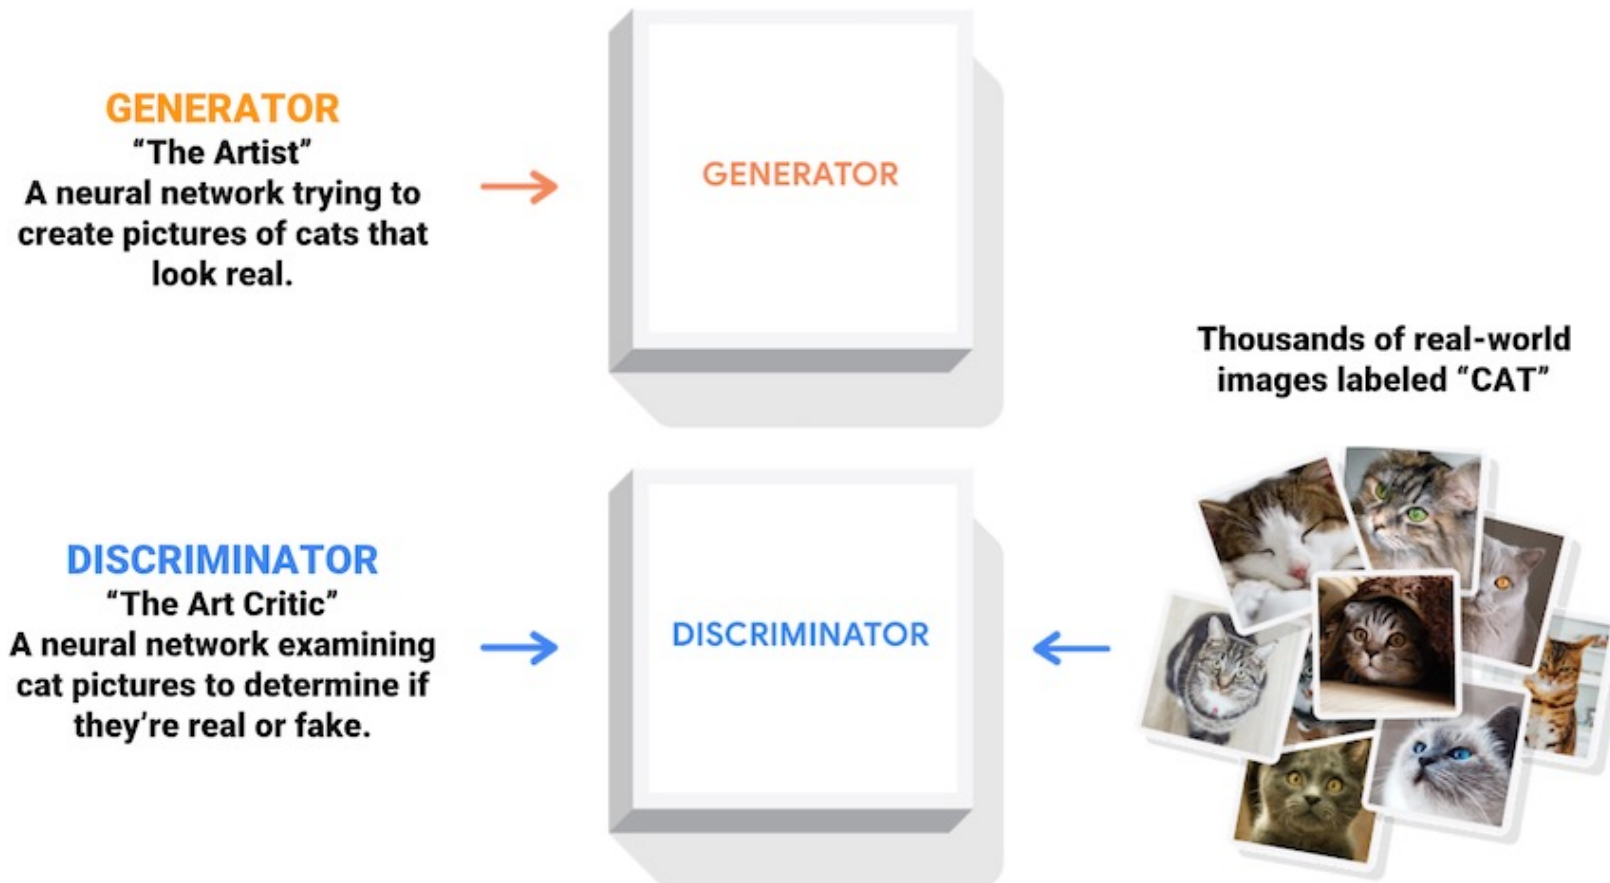 GENERATOR
“The Artist”
A neural network trying to
create pictures of cats that
look real.
GENERATOR
Thousands of real-world
images labeled “CAT”
DISCRIMINATOR
“The Art Critic”
A neural network examining
cat pictures to determine if
they’re real or fake.
DISCRIMINATOR